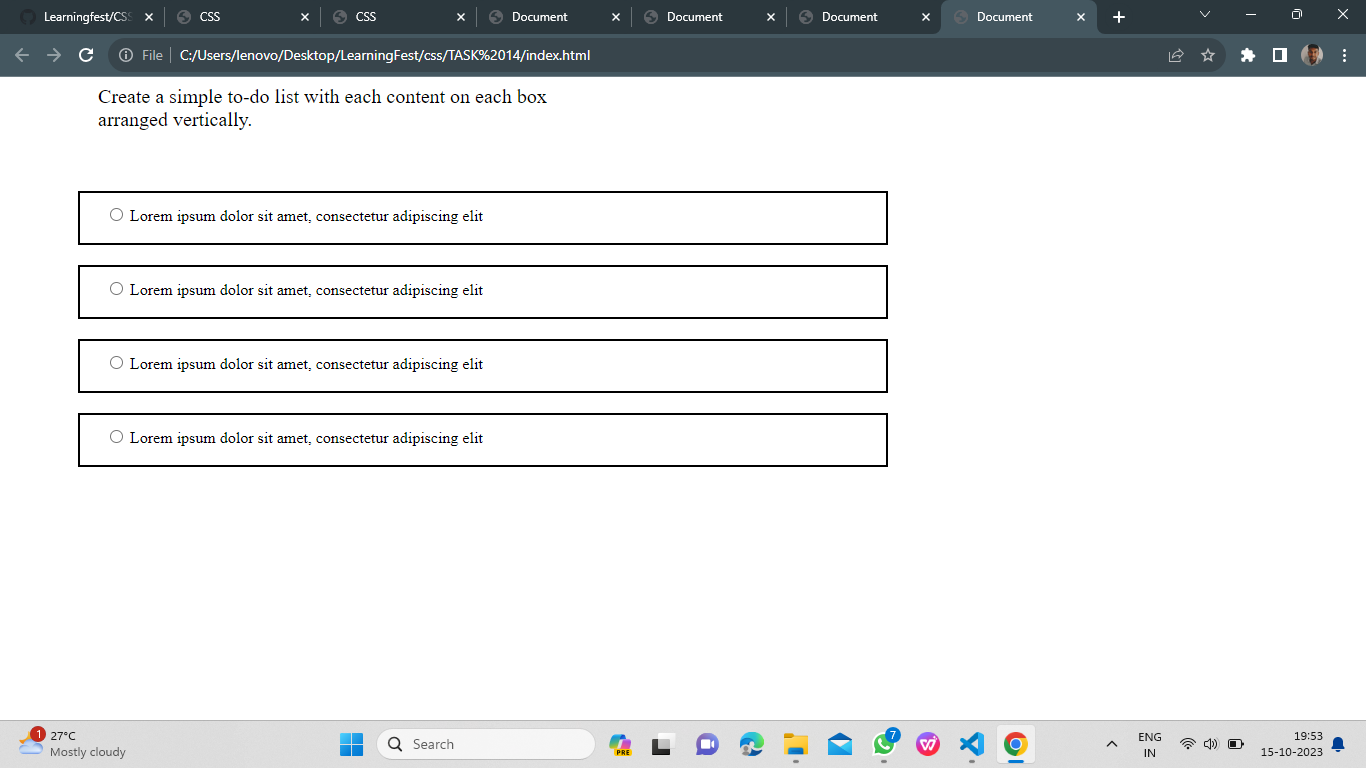 Learningfest/CSS
CSS
CSS
Document
Document
Document
Document
File
C:/Users/lenovo/Desktop/LearningFest/css/TASK%2014/index.html
Create a simple to-do list with each content on each box
arranged vertically.
Lorem ipsum dolor sit amet, consectetur adipiscing elit
Lorem ipsum dolor sit amet, consectetur adipiscing elit
Lorem ipsum dolor sit amet, consectetur adipiscing elit
Lorem ipsum dolor sit amet, consectetur adipiscing elit
1
27°C
Mostly cloudy
Search
PRE
7
ENG
IN
19:53
15-10-2023